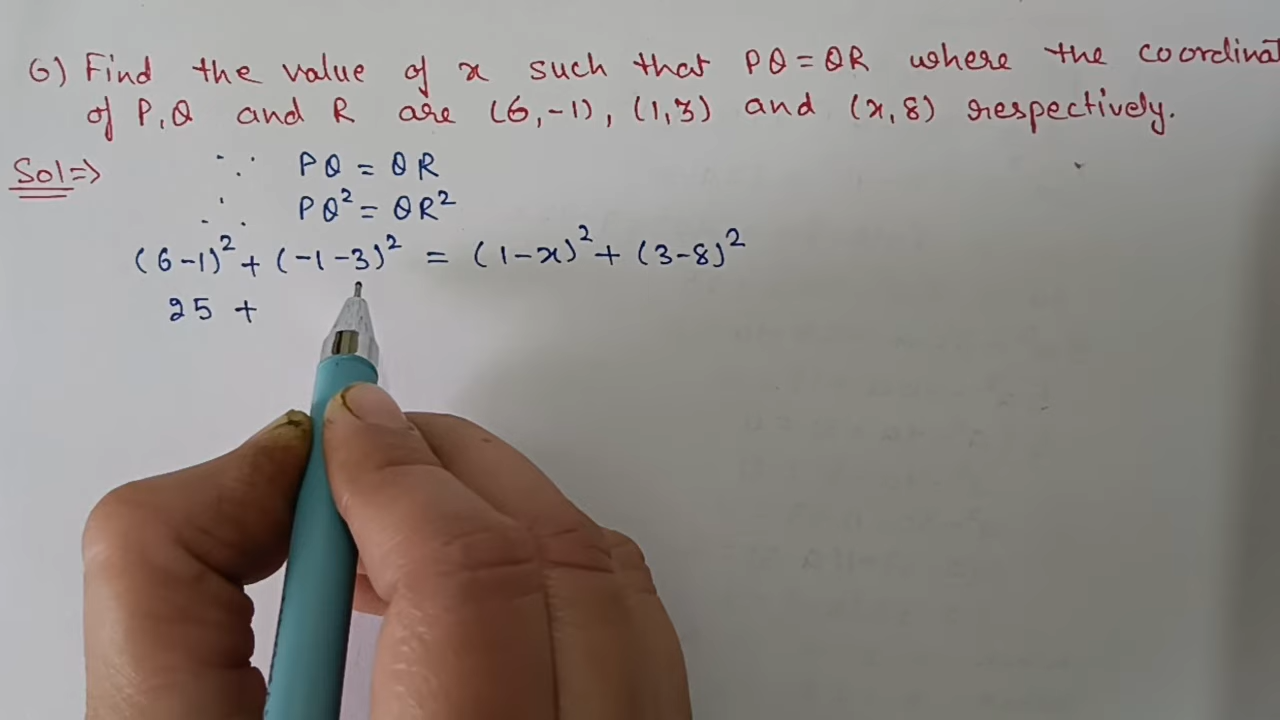 6) Find the value of x such that PQ = QR where the coordinat
of P, Q and R are (6,-1), (1,3) and (x,8) respectively.
Sol⇒ ∵ PQ = QR
∴ PQ² = QR²
(6-1)² + (-1-3)² = (1-x)² + (3-8)²
25 +